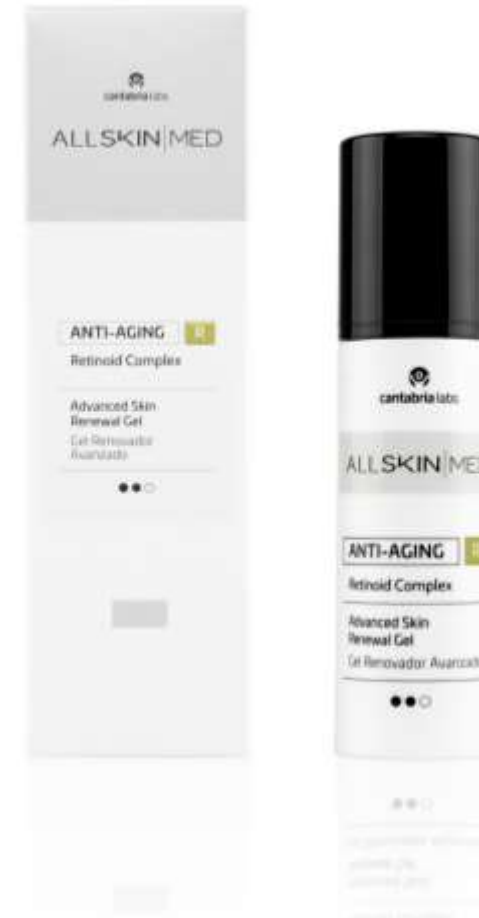 cantabria labs
ALLSKIN|MED
ANTI-AGING R
Retinoid Complex
Advanced Skin
Renewal Gel
Gel Renovador
Avanzado
cantabria labs
ALLSKIN|MED
ANTI-AGING R
Retinoid Complex
Advanced Skin
Renewal Gel
Gel Renovador Avanzado